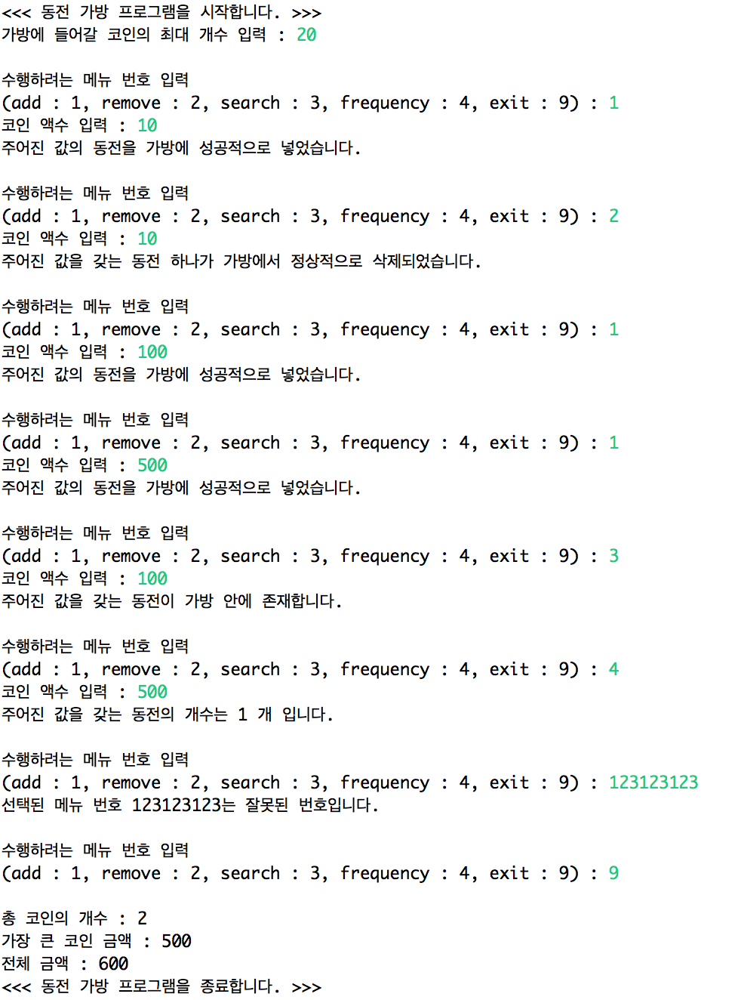 <<< 동전 가방 프로그램을 시작합니다. >>>
가방에 들어갈 코인의 최대 개수 입력 : 20
수행하려는 메뉴 번호 입력
(add : 1, remove : 2, search : 3, frequency : 4, exit : 9) : 1
코인 액수 입력 : 10
주어진 값의 동전을 가방에 성공적으로 넣었습니다.
수행하려는 메뉴 번호 입력
(add : 1, remove : 2, search : 3, frequency : 4, exit : 9) : 2
코인 액수 입력 : 10
주어진 값을 갖는 동전 하나가 가방에서 정상적으로 삭제되었습니다.
수행하려는 메뉴 번호 입력
(add : 1, remove : 2, search : 3, frequency : 4, exit : 9) : 1
코인 액수 입력 : 100
주어진 값의 동전을 가방에 성공적으로 넣었습니다.
수행하려는 메뉴 번호 입력
(add : 1, remove : 2, search : 3, frequency : 4, exit : 9) : 1
코인 액수 입력 : 500
주어진 값의 동전을 가방에 성공적으로 넣었습니다.
수행하려는 메뉴 번호 입력
(add : 1, remove : 2, search : 3, frequency : 4, exit : 9) : 3
코인 액수 입력 : 100
주어진 값을 갖는 동전이 가방 안에 존재합니다.
수행하려는 메뉴 번호 입력
(add : 1, remove : 2, search : 3, frequency : 4, exit : 9) : 4
코인 액수 입력 : 500
주어진 값을 갖는 동전의 개수는 1 개 입니다.
수행하려는 메뉴 번호 입력
(add : 1, remove : 2, search : 3, frequency : 4, exit : 9) : 123123123
선택된 메뉴 번호 123123123는 잘못된 번호입니다.
수행하려는 메뉴 번호 입력
(add : 1, remove : 2, search : 3, frequency : 4, exit : 9) : 9
총 코인의 개수 : 2
가장 큰 코인 금액 : 500
전체 금액 : 600
<<< 동전 가방 프로그램을 종료합니다. >>>